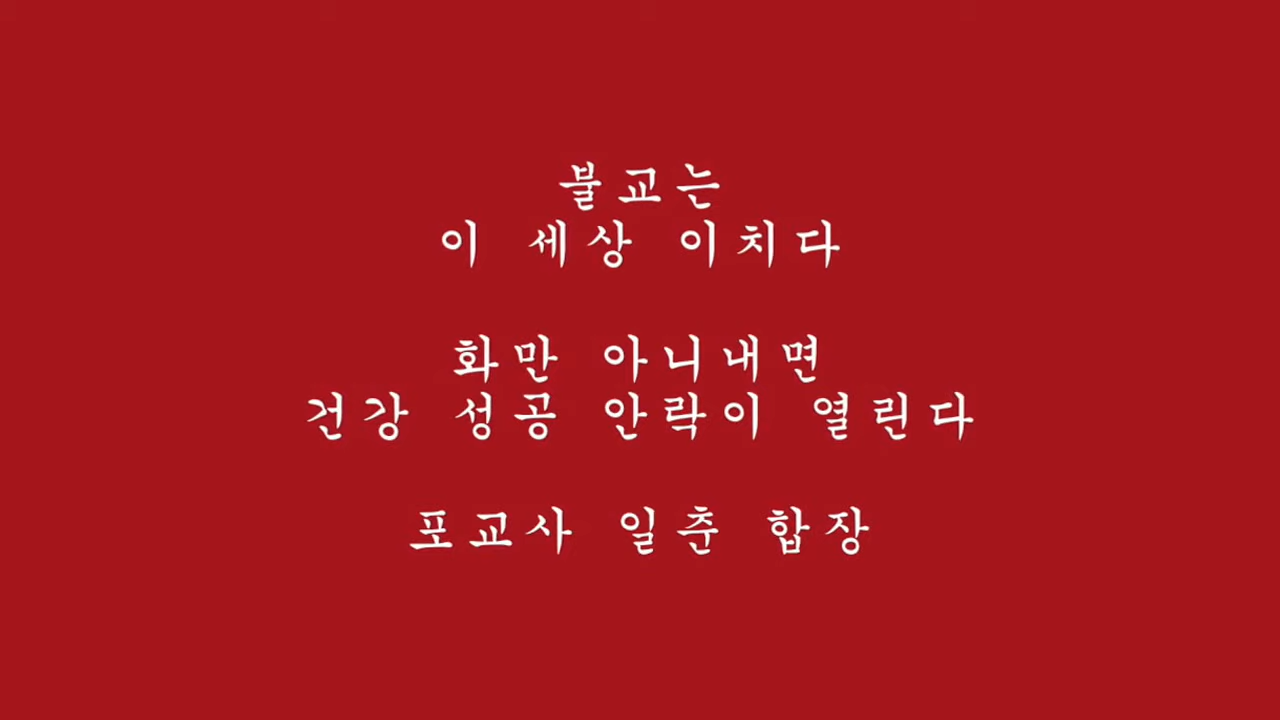 불교는
이 세상 이치다
화만 아니내면
건강 성공 안락이 열린다
포교사 일춘 합장